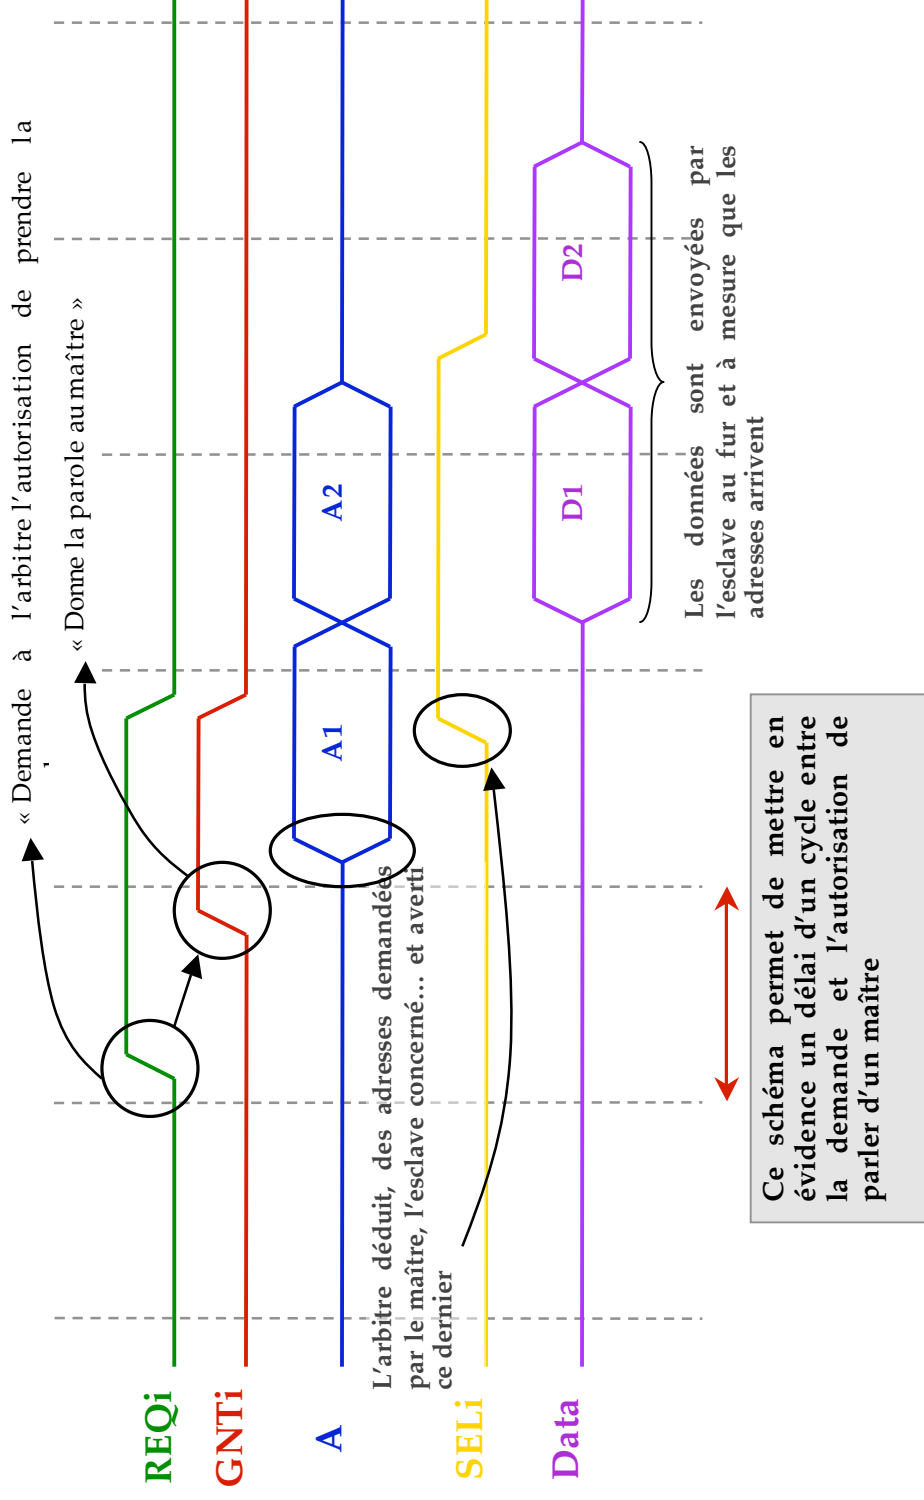 « Demande à l'arbitre l'autorisation de prendre la
« Donne la parole au maître »
REQi
GNTi
A
A1
A2
L'arbitre déduit, des adresses demandées
par le maître, l'esclave concerné… et averti
ce dernier
SELi
Data
D1
D2
Les données sont envoyées par
l'esclave au fur et à mesure que les
adresses arrivent
Ce schéma permet de mettre en
évidence un délai d'un cycle entre
la demande et l'autorisation de
parler d'un maître